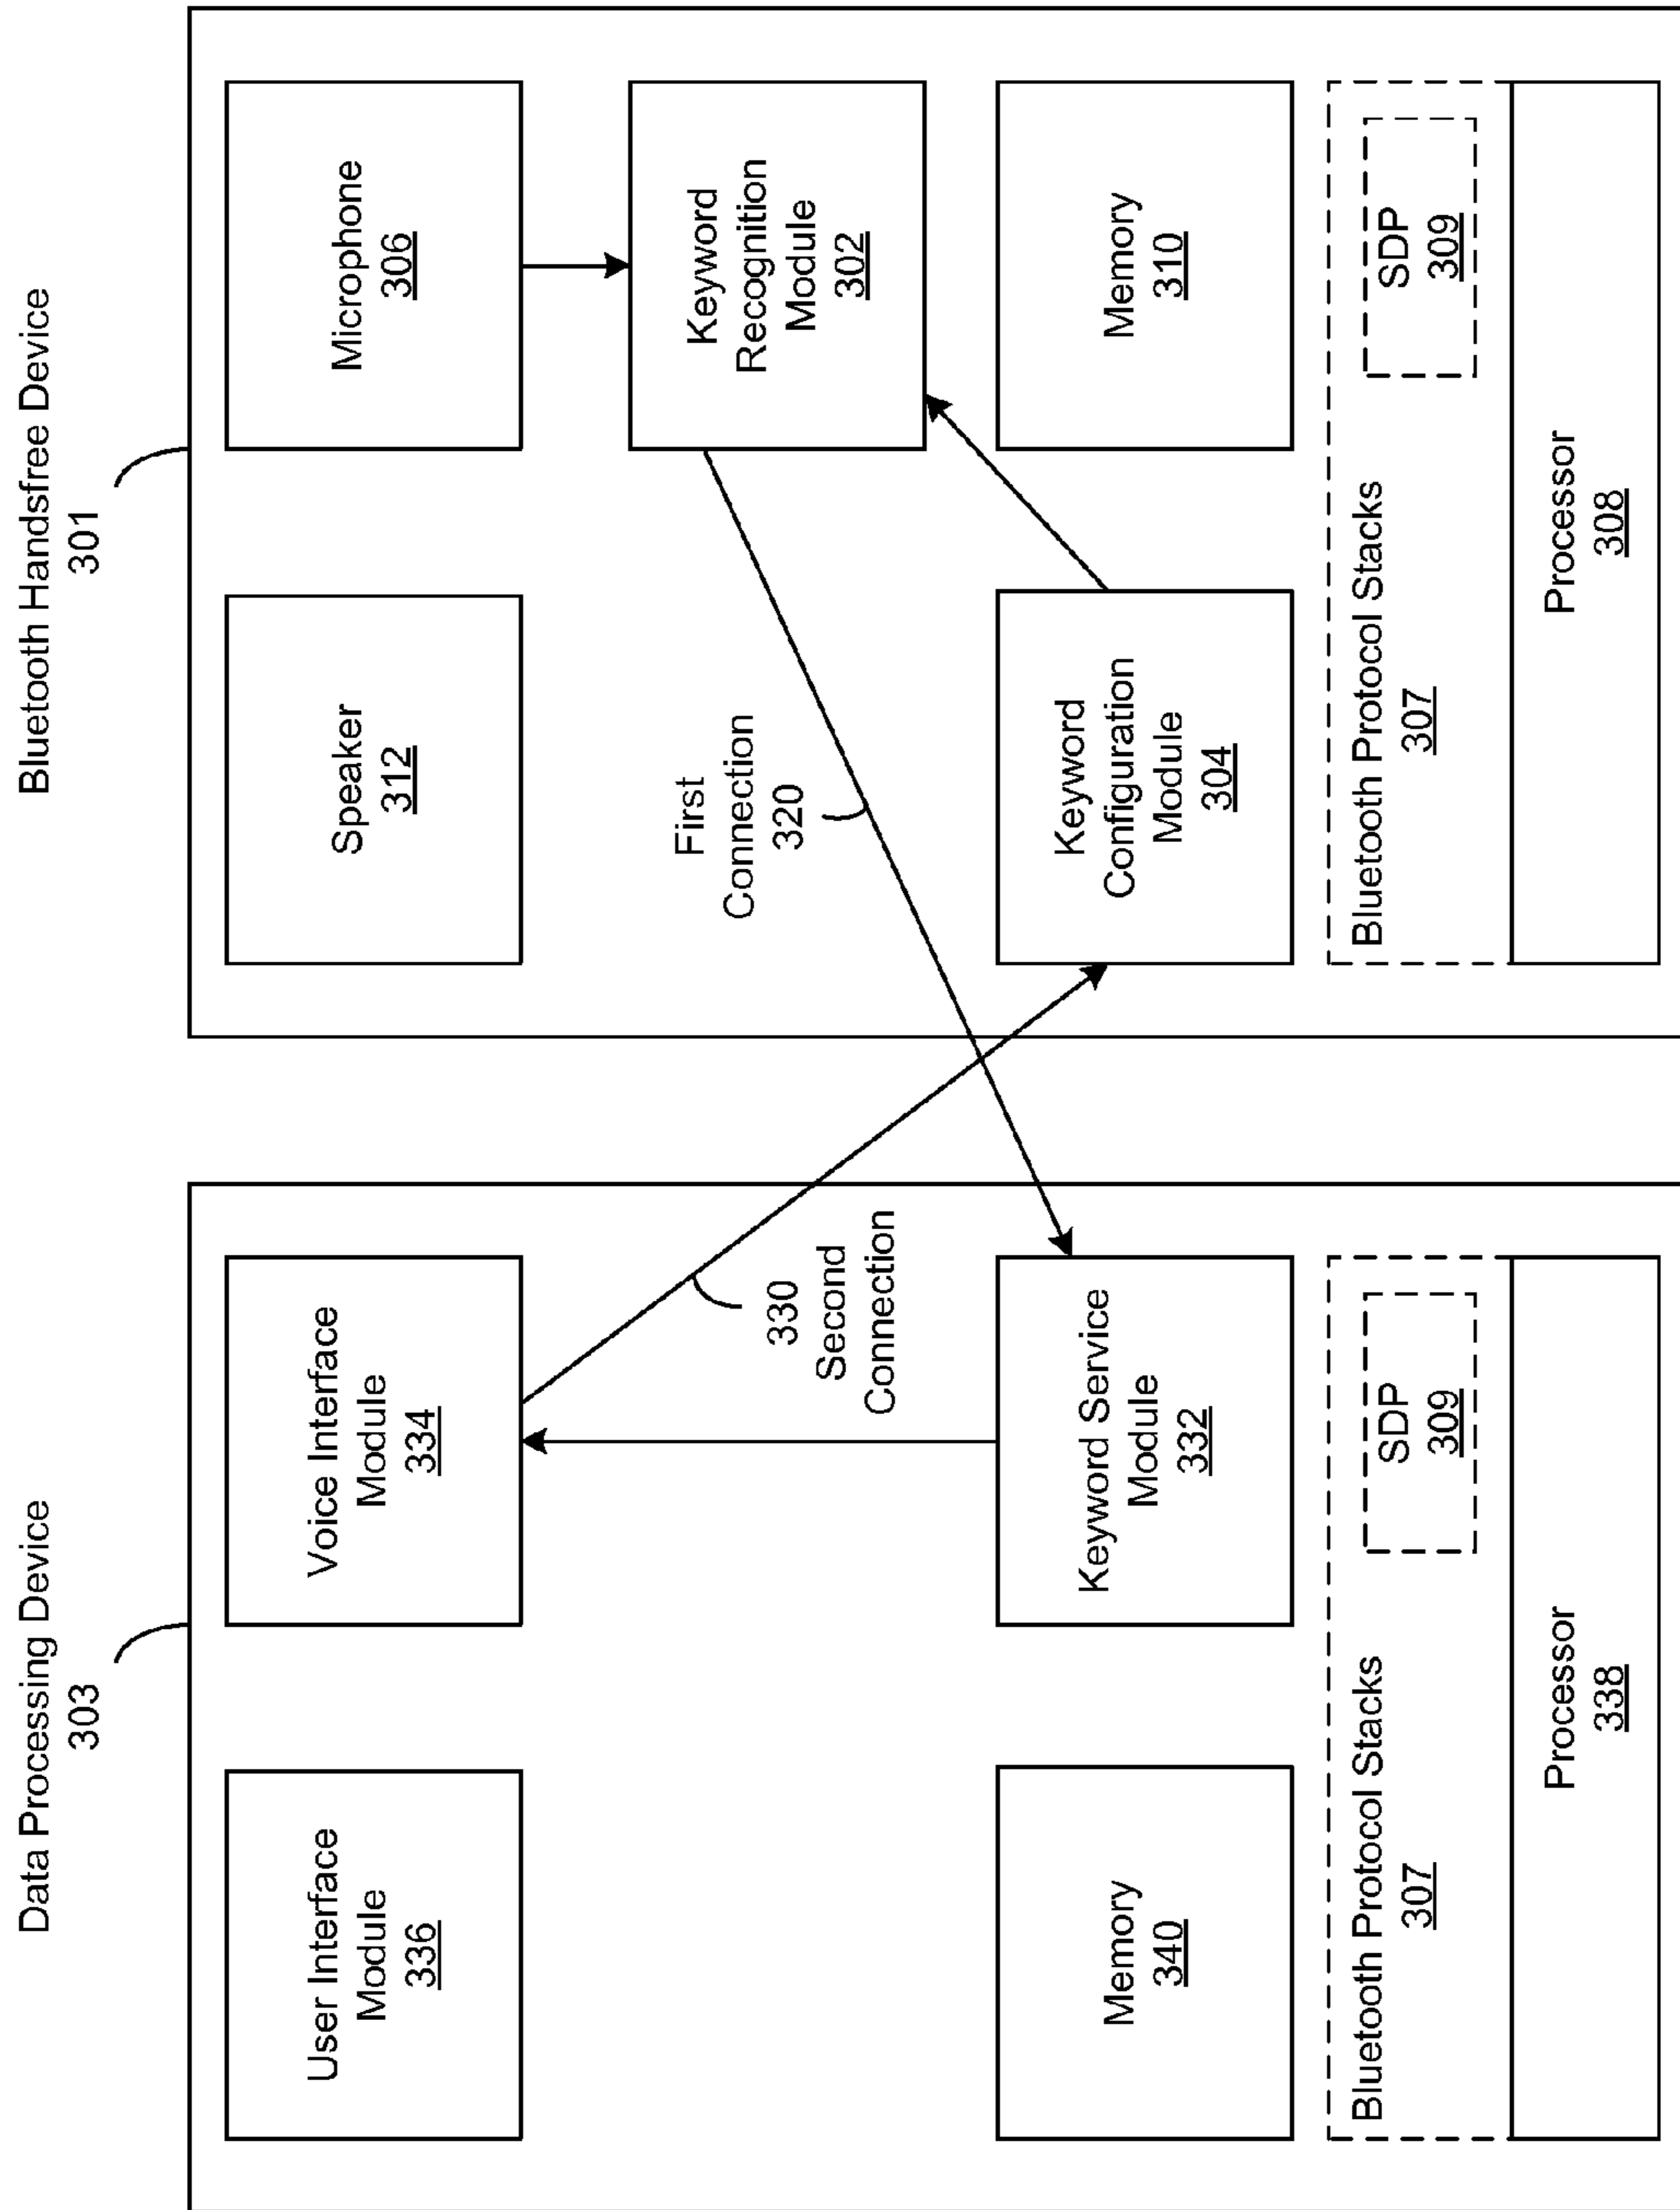 Data Processing Device
303
User Interface
Module
336
Voice Interface
Module
334
330
Second
Connection
Memory
340
Keyword Service
Module
332
Bluetooth Protocol Stacks
307
SDP
309
Processor
338
Bluetooth Handsfree Device
301
Speaker
312
Microphone
306
First
Connection
320
Keyword
Recognition
Module
302
Keyword
Configuration
Module
304
Memory
310
Bluetooth Protocol Stacks
307
SDP
309
Processor
308